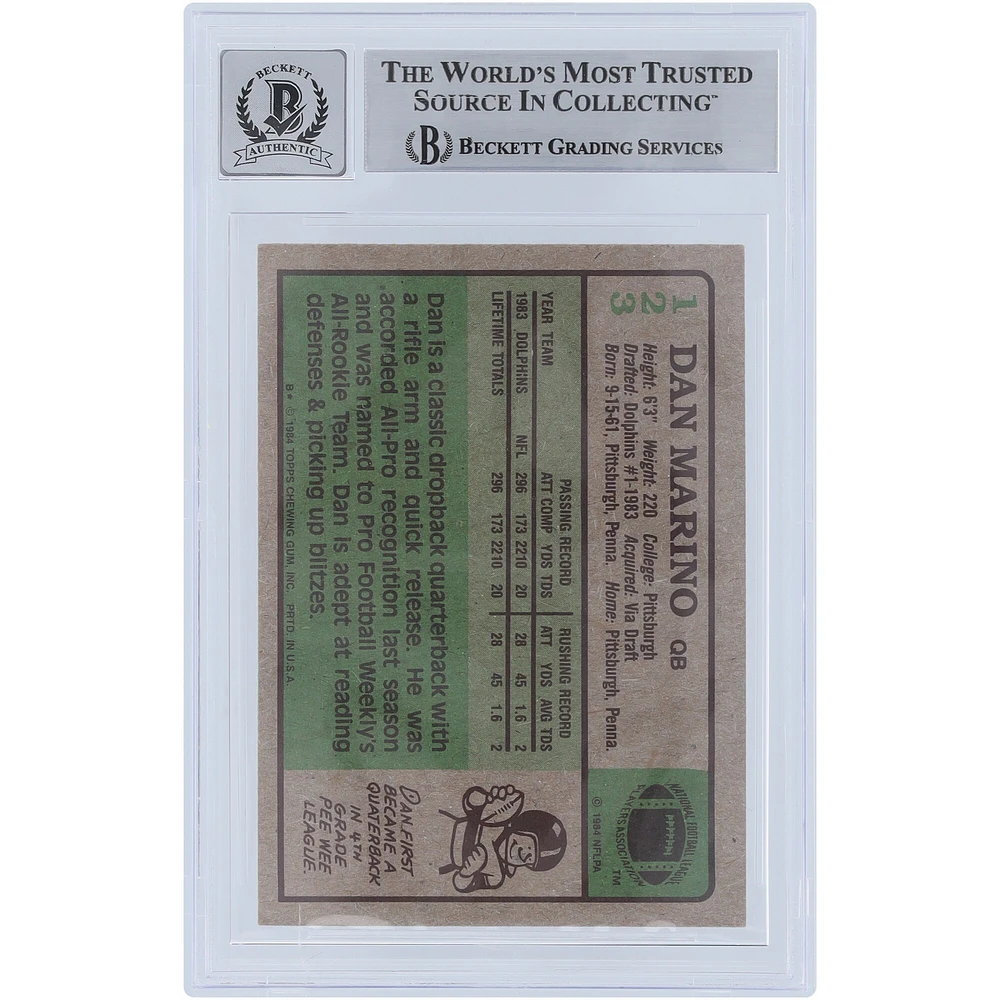 BECKETT
B
AUTHENTIC
THE WORLD'S MOST TRUSTED
SOURCE IN COLLECTING™
B BECKETT GRADING SERVICES
123
DAN MARINO QB
Height: 6'3" Weight: 220 College: Pittsburgh
Drafted: Dolphins #1-1983 Acquired: Via Draft
Born: 9-15-61, Pittsburgh, Penna. Home: Pittsburgh, Penna.
NATIONAL FOOTBALL LEAGUE
PLAYERS ASSOCIATION
TM
© 1984 NFLPA
PASSING RECORD RUSHING RECORD
YEAR TEAM ATT COMP YDS TDS ATT YDS AVG TDS
1983 DOLPHINS NFL 296 173 2210 20 28 45 1.6 2
LIFETIME TOTALS 296 173 2210 20 28 45 1.6 2
Dan is a classic dropback quarterback with
a rifle arm and quick release. He was
accorded All-Pro recognition last season
and was named to Pro Football Weekly's
All-Rookie Team. Dan is adept at reading
defenses & picking up blitzes.
DAN FIRST
BECAME A
QUATERBACK
IN 4TH
GRADE
PEE WEE
LEAGUE.
B* © 1984 TOPPS CHEWING GUM, INC. PRTD. IN U.S.A.